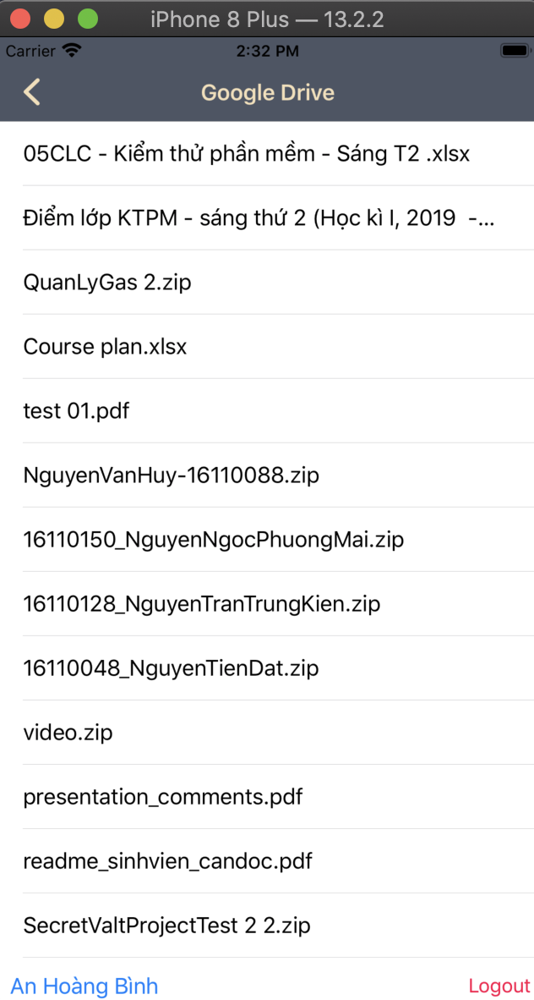 iPhone 8 Plus — 13.2.2
Carrier 2:32 PM
Google Drive
05CLC - Kiểm thử phần mềm - Sáng T2 .xlsx
Điểm lớp KTPM - sáng thứ 2 (Học kì I, 2019 -...
QuanLyGas 2.zip
Course plan.xlsx
test 01.pdf
NguyenVanHuy-16110088.zip
16110150_NguyenNgocPhuongMai.zip
16110128_NguyenTranTrungKien.zip
16110048_NguyenTienDat.zip
video.zip
presentation_comments.pdf
readme_sinhvien_candoc.pdf
SecretValtProjectTest 2 2.zip
An Hoàng Bình Logout